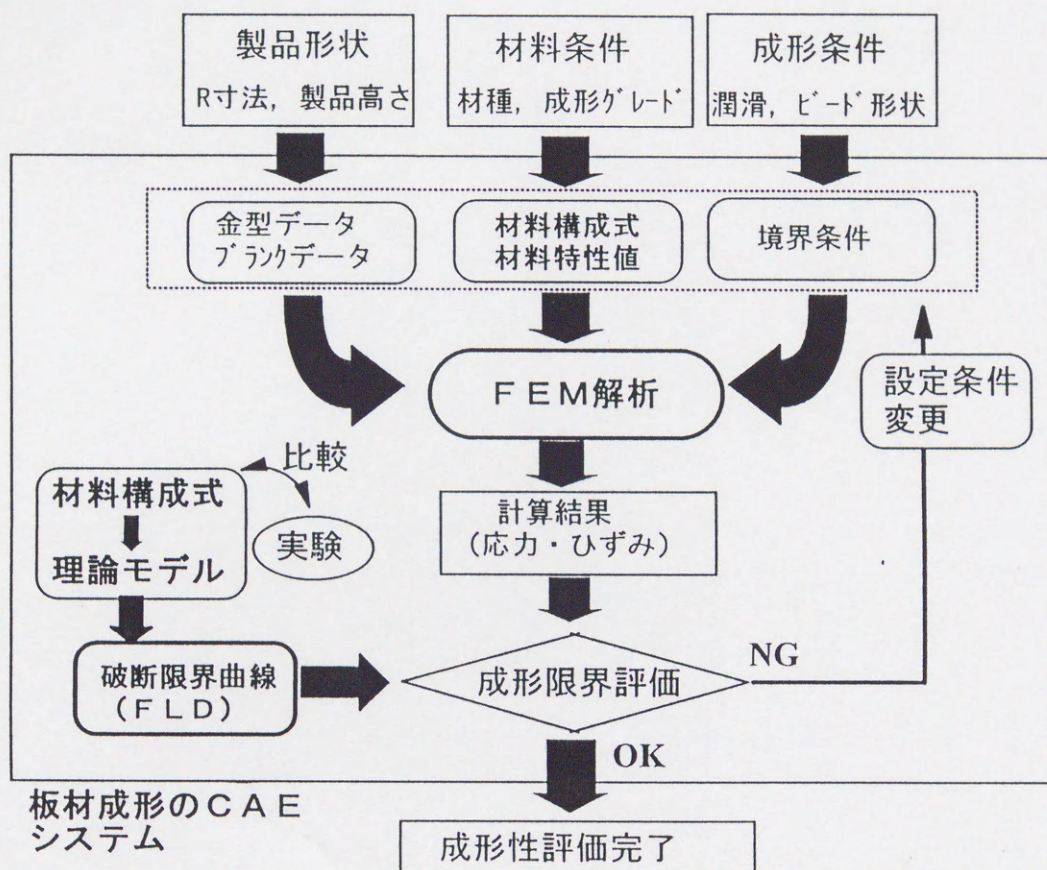 製品形状
R寸法, 製品高さ
材料条件
材種, 成形グレード
成形条件
潤滑, ビード形状
金型データ
ブランクデータ
材料構成式
材料特性値
境界条件
FEM解析
設定条件
変更
比較
材料構成式
理論モデル
実験
計算結果
(応力・ひずみ)
破断限界曲線
(FLD)
成形限界評価
NG
OK
板材成形のCAE
システム
成形性評価完了